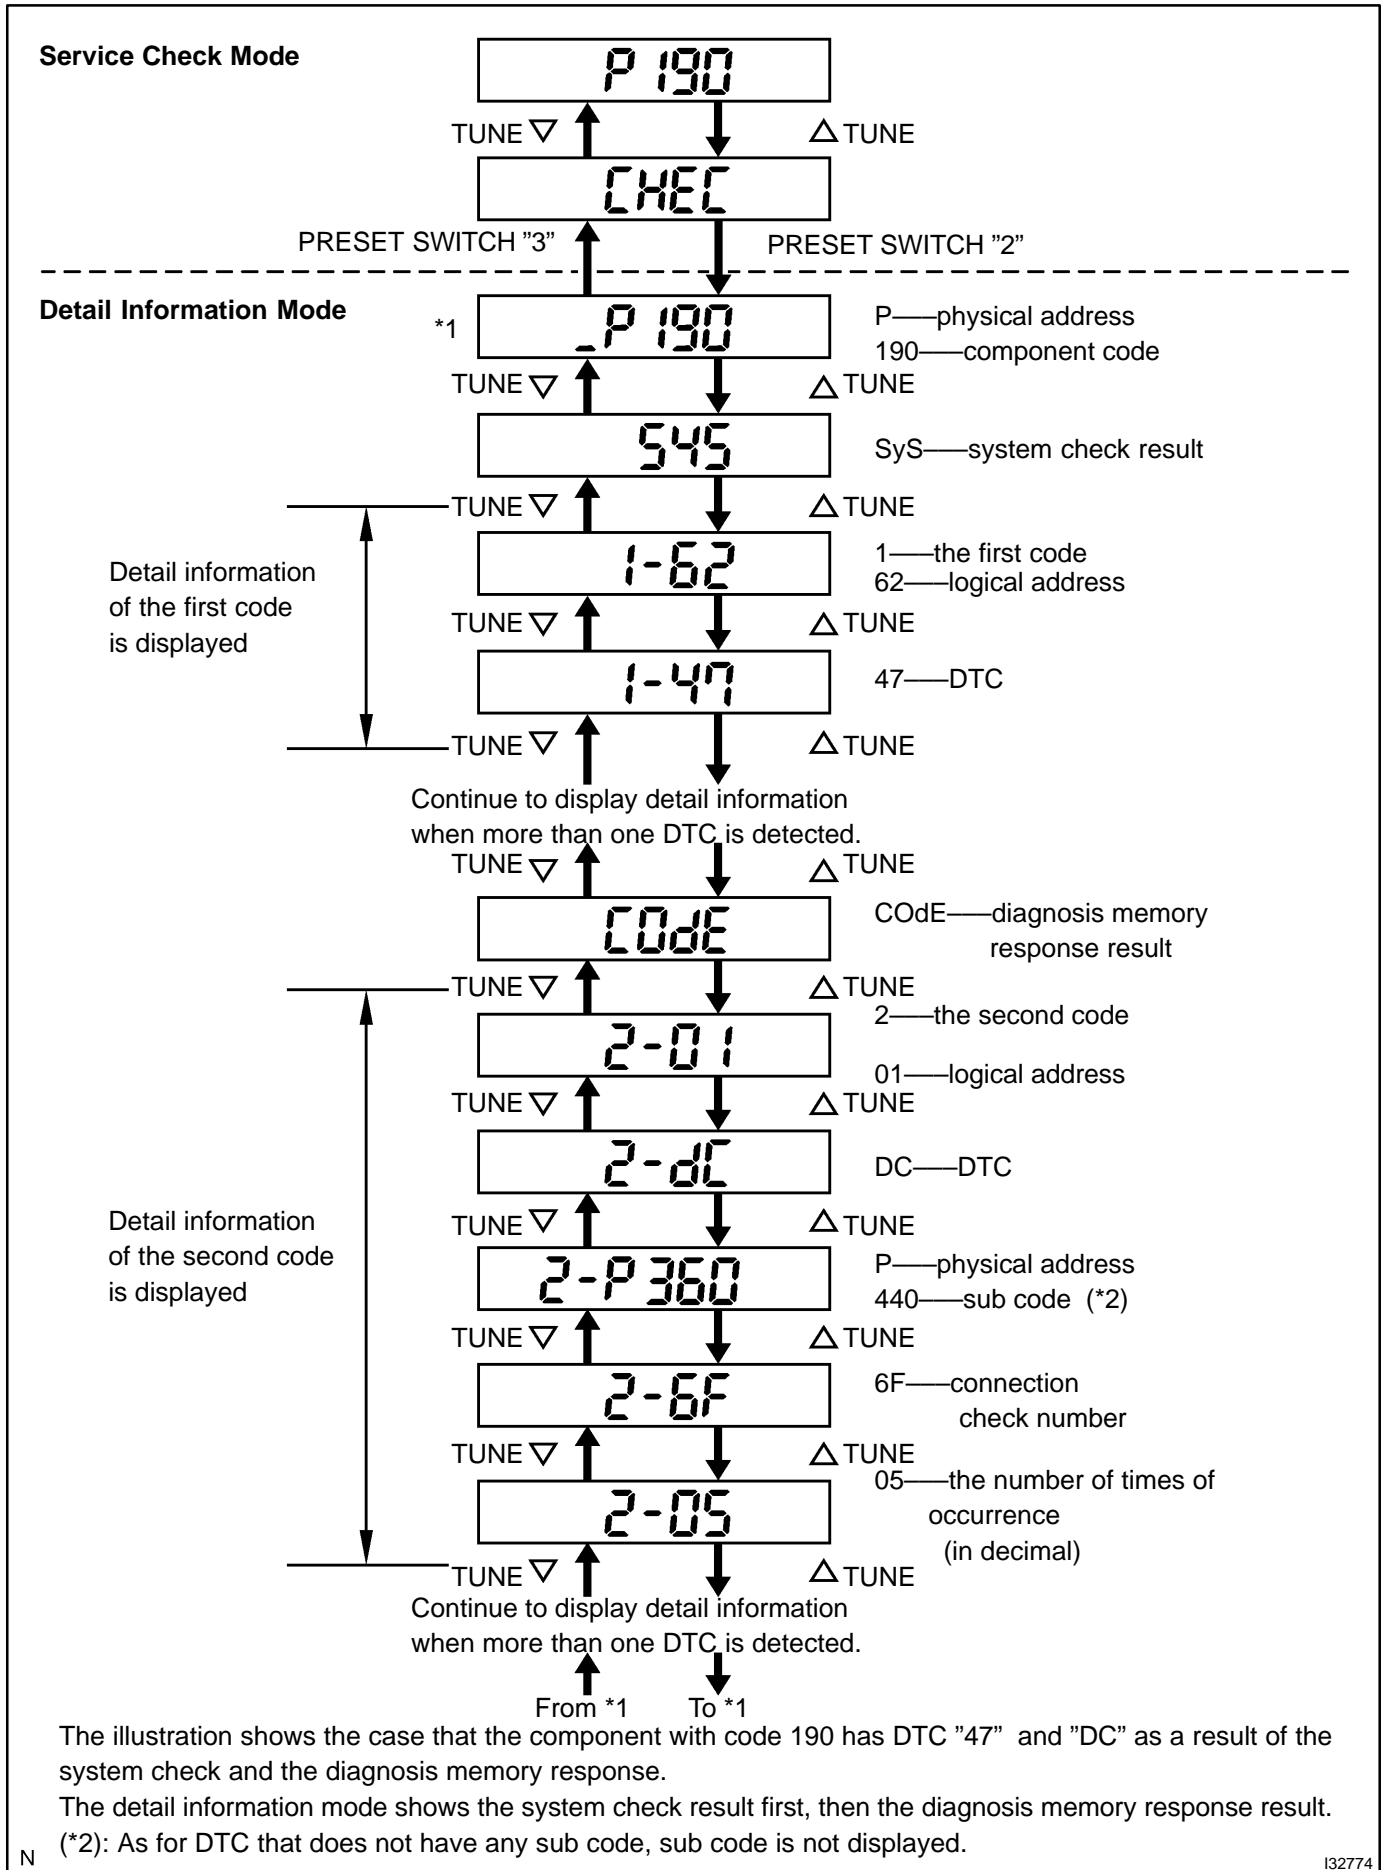 Service Check Mode
P190
TUNE ▽ △ TUNE
CHEC
PRESET SWITCH ”3” PRESET SWITCH ”2”
Detail Information Mode
*1
_P190
P–––physical address
190–––component code
TUNE ▽ △ TUNE
SYS
SyS–––system check result
TUNE ▽ △ TUNE
Detail information
of the first code
is displayed
1-62
1–––the first code
62–––logical address
TUNE ▽ △ TUNE
1-47
47–––DTC
TUNE ▽ △ TUNE
Continue to display detail information
when more than one DTC is detected.
TUNE ▽ △ TUNE
COdE
COdE–––diagnosis memory
response result
TUNE ▽ △ TUNE
2-01
2–––the second code
01–––logical address
TUNE ▽ △ TUNE
2-dC
DC–––DTC
Detail information
of the second code
is displayed
TUNE ▽ △ TUNE
2-P360
P–––physical address
440–––sub code (*2)
TUNE ▽ △ TUNE
2-6F
6F–––connection
check number
TUNE ▽ △ TUNE
2-05
05–––the number of times of
occurrence
(in decimal)
TUNE ▽ △ TUNE
Continue to display detail information
when more than one DTC is detected.
From *1 To *1
The illustration shows the case that the component with code 190 has DTC ”47” and ”DC” as a result of the
system check and the diagnosis memory response.
The detail information mode shows the system check result first, then the diagnosis memory response result.
(*2): As for DTC that does not have any sub code, sub code is not displayed.
N
I32774